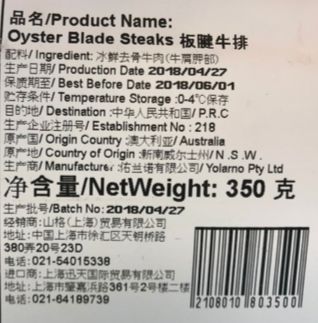 品名/Product Name:
Oyster Blade Steaks 板腱牛排
配料/ Ingredient: 冰鲜去骨牛肉(牛肩胛部)
生产日期/ Production Date 2018/04/27
保质期至/ Best Before Date 2018/06/01
贮存条件/ Temperature Storage :0-4℃保存
目的地/ Destination :中华人民共和国/ P.R.C
生产企业注册号/ Establishment No : 218
原产国/ Origin Country :澳大利亚/ Australia
原产地/ Country of Origin :新南威尔士州/ N .S .W .
生产商/ Manufacturer :佑兰诺有限公司/ Yolarno Pty Ltd
净含量/NetWeight: 350 克
生产批号/Batch No: 2018/04/27
经销商:山格(上海)贸易有限公司
地址:中国上海市徐汇区天钥桥路
380弄20号23D
电话:021-54015338
进口商:上海迅天国际贸易有限公司
地址:上海市肇嘉浜路361号2号楼二楼
电话:021-64189739
2108010 803500